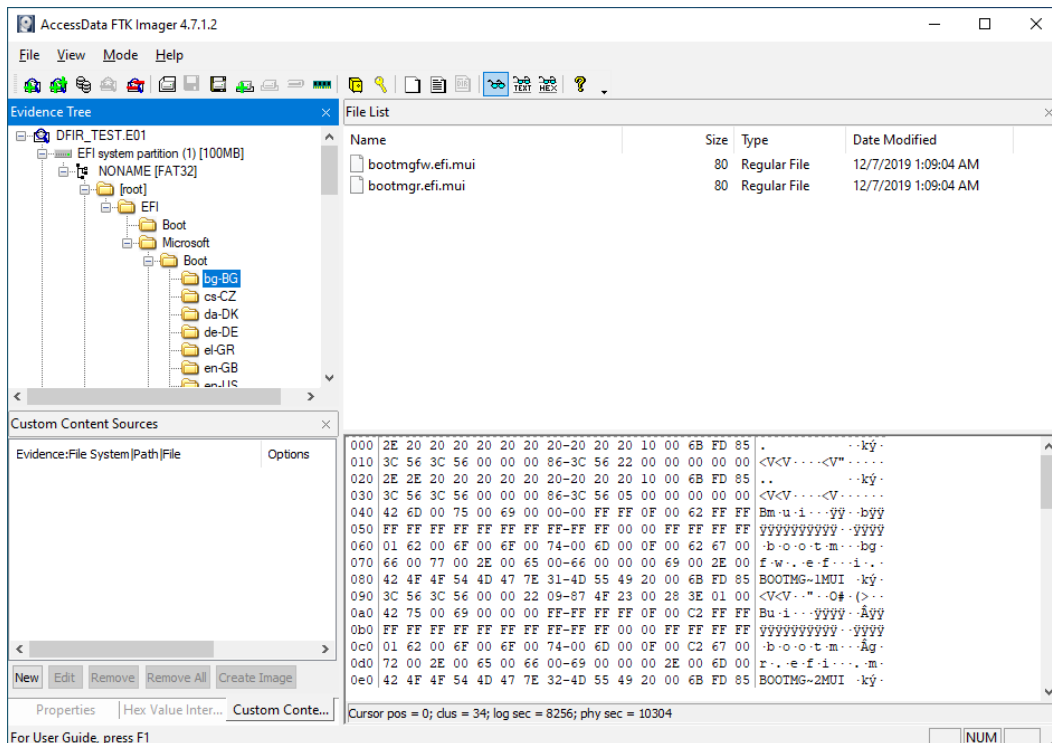 AccessData FTK Imager 4.7.1.2
File View Mode Help
Evidence Tree
DFIR_TEST.E01
EFI system partition (1) [100MB]
NONAME [FAT32]
[root]
EFI
Boot
Microsoft
Boot
bg-BG
cs-CZ
da-DK
de-DE
el-GR
en-GB
en-US
File List
Name Size Type Date Modified
bootmgfw.efi.mui 80 Regular File 12/7/2019 1:09:04 AM
bootmgr.efi.mui 80 Regular File 12/7/2019 1:09:04 AM
Custom Content Sources
Evidence:File System|Path|File Options
New Edit Remove Remove All Create Image
Properties Hex Value Inter... Custom Conte...
000 2E 20 20 20 20 20 20 20-20 20 20 10 00 6B FD 85 . ··ký·
010 3C 56 3C 56 00 00 00 86-3C 56 22 00 00 00 00 00 <V<V····<V"·····
020 2E 2E 20 20 20 20 20 20-20 20 20 10 00 6B FD 85 .. ··ký·
030 3C 56 3C 56 00 00 00 86-3C 56 05 00 00 00 00 00 <V<V····<V······
040 42 6D 00 75 00 69 00 00-00 FF FF 0F 00 62 FF FF Bm·u·i···ÿÿ··bÿÿ
050 FF FF FF FF FF FF FF FF-FF FF 00 00 FF FF FF FF ÿÿÿÿÿÿÿÿÿÿ··ÿÿÿÿ
060 01 62 00 6F 00 6F 00 74-00 6D 00 0F 00 62 67 00 ·b·o·o·t·m···bg·
070 66 00 77 00 2E 00 65 00-66 00 00 00 69 00 2E 00 f·w·.·e·f···i·.·
080 42 4F 4F 54 4D 47 7E 31-4D 55 49 20 00 6B FD 85 BOOTMG~1MUI ·ký·
090 3C 56 3C 56 00 00 22 09-87 4F 23 00 28 3E 01 00 <V<V··"··O#·(>··
0a0 42 75 00 69 00 00 00 FF-FF FF FF 0F 00 C2 FF FF Bu·i···ÿÿÿÿ··Âÿÿ
0b0 FF FF FF FF FF FF FF FF-FF FF 00 00 FF FF FF FF ÿÿÿÿÿÿÿÿÿÿ··ÿÿÿÿ
0c0 01 62 00 6F 00 6F 00 74-00 6D 00 0F 00 C2 67 00 ·b·o·o·t·m···Âg·
0d0 72 00 2E 00 65 00 66 00-69 00 00 00 2E 00 6D 00 r·.·e·f·i···.·m·
0e0 42 4F 4F 54 4D 47 7E 32-4D 55 49 20 00 6B FD 85 BOOTMG~2MUI ·ký·
Cursor pos = 0; clus = 34; log sec = 8256; phy sec = 10304
For User Guide, press F1
NUM